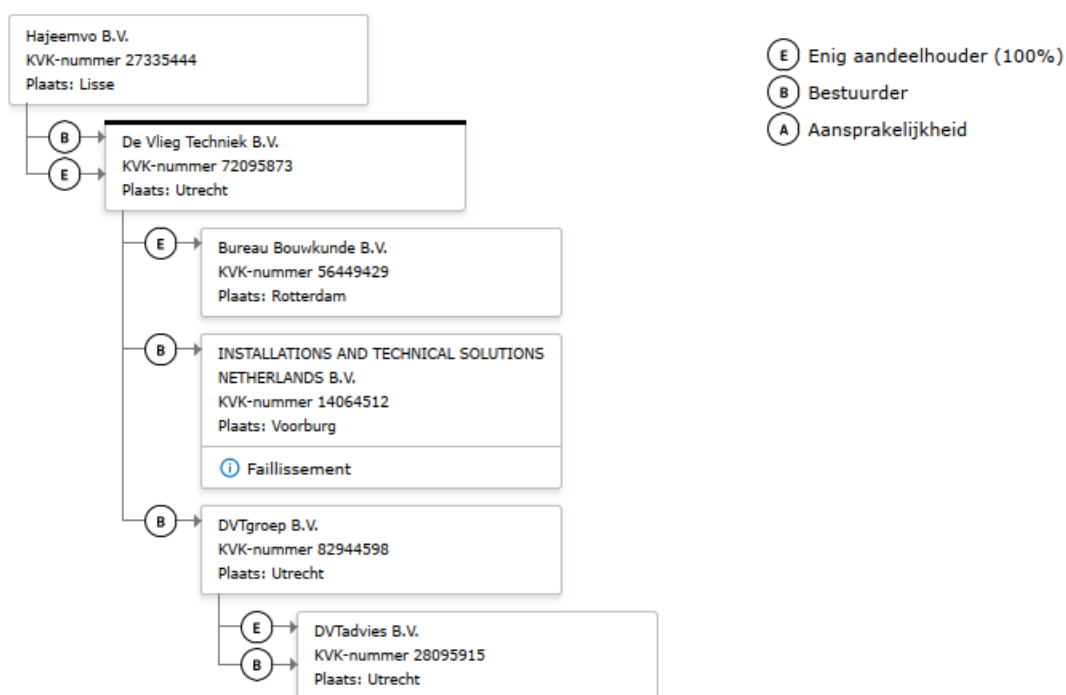 Hajeemvo B.V.
KVK-nummer 27335444
Plaats: Lisse
E Enig aandeelhouder (100%)
B Bestuurder
A Aansprakelijkheid
B
E
De Vlieg Techniek B.V.
KVK-nummer 72095873
Plaats: Utrecht
E
Bureau Bouwkunde B.V.
KVK-nummer 56449429
Plaats: Rotterdam
B
INSTALLATIONS AND TECHNICAL SOLUTIONS
NETHERLANDS B.V.
KVK-nummer 14064512
Plaats: Voorburg
Faillissement
B
DVTgroep B.V.
KVK-nummer 82944598
Plaats: Utrecht
E
B
DVTadvies B.V.
KVK-nummer 28095915
Plaats: Utrecht